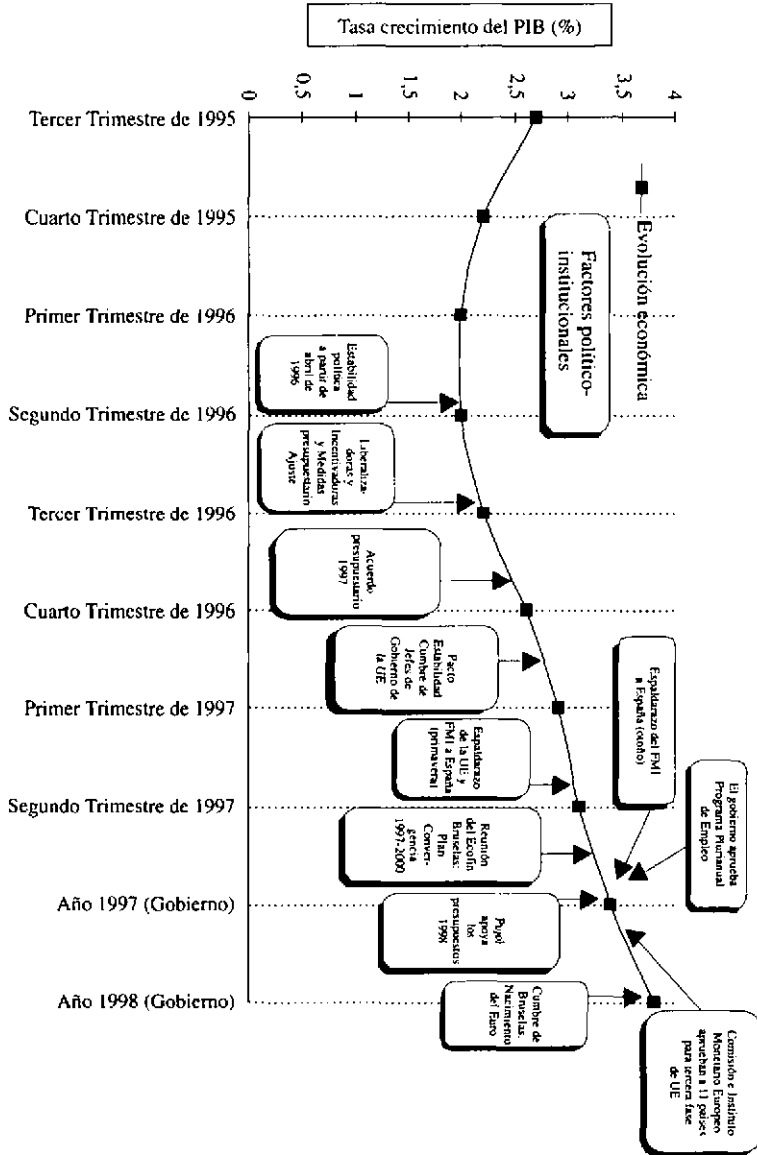 Tasa crecimiento del PIB (%)
0
0,5
1
1,5
2
2,5
3
3,5
4
Tercer Trimestre de 1995
Cuarto Trimestre de 1995
Primer Trimestre de 1996
Segundo Trimestre de 1996
Tercer Trimestre de 1996
Cuarto Trimestre de 1996
Primer Trimestre de 1997
Segundo Trimestre de 1997
Año 1997 (Gobierno)
Año 1998 (Gobierno)
Evolución económica
Factores político-
institucionales
Estabilidad
política
a partir de
abril de
1996
Liberaliza-
doras y
Incentivadoras
y Medidas
presupuestario
Ajuste
Acuerdo
presupuestario
1997
Pacto
Estabilidad
Cumbre de
Jefes de
Gobierno de
la UE
Espaldarazo
de la UE y
FMI a España
(primavera)
Reunión
del Ecofin
Bruselas:
Plan
Conver-
gencia
1997-2000
Pujol
apoya
los
presupuestos
1998
Cumbre de
Bruselas.
Nacimiento
del Euro
Espaldarazo del FMI
a España (otoño)
El gobierno aprueba
Programa Plurianual
de Empleo
Comisión e Instituto
Monetario Europeo
aprueban a 11 países
para tercera fase
de UE